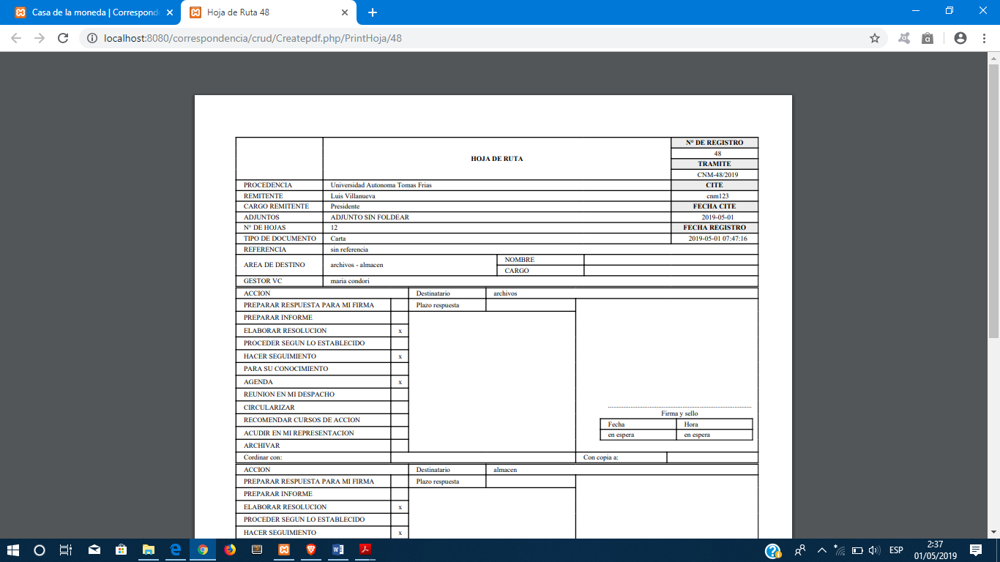 Casa de la moneda | Correspond
Hoja de Ruta 48
localhost:8080/correspondencia/crud/Createpdf.php/PrintHoja/48
HOJA DE RUTA
N° DE REGISTRO
48
TRAMITE
CNM-48/2019
PROCEDENCIA Universidad Autonoma Tomas Frias CITE
REMITENTE Luis Villanueva cnm123
CARGO REMITENTE Presidente FECHA CITE
ADJUNTOS ADJUNTO SIN FOLDEAR 2019-05-01
N° DE HOJAS 12 FECHA REGISTRO
TIPO DE DOCUMENTO Carta 2019-05-01 07:47:16
REFERENCIA sin referencia
AREA DE DESTINO archivos - almacen
NOMBRE
CARGO
GESTOR VC maria condori
ACCION Destinatario archivos
PREPARAR RESPUESTA PARA MI FIRMA Plazo respuesta
PREPARAR INFORME
ELABORAR RESOLUCION x
PROCEDER SEGUN LO ESTABLECIDO
HACER SEGUIMIENTO x
PARA SU CONOCIMIENTO
AGENDA x
REUNION EN MI DESPACHO
CIRCULARIZAR
RECOMENDAR CURSOS DE ACCION
ACUDIR EN MI REPRESENTACION
ARCHIVAR
Firma y sello
Fecha Hora
en espera en espera
Cordinar con: Con copia a:
ACCION Destinatario almacen
PREPARAR RESPUESTA PARA MI FIRMA Plazo respuesta
PREPARAR INFORME
ELABORAR RESOLUCION x
PROCEDER SEGUN LO ESTABLECIDO
HACER SEGUIMIENTO x
ESP
2:37
01/05/2019